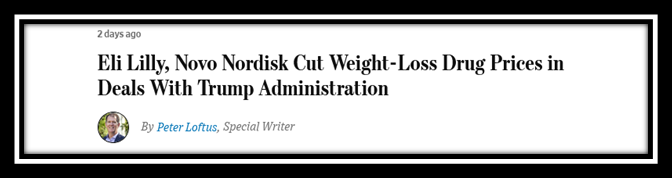 2 days ago
Eli Lilly, Novo Nordisk Cut Weight-Loss Drug Prices in
Deals With Trump Administration
By Peter Loftus, Special Writer